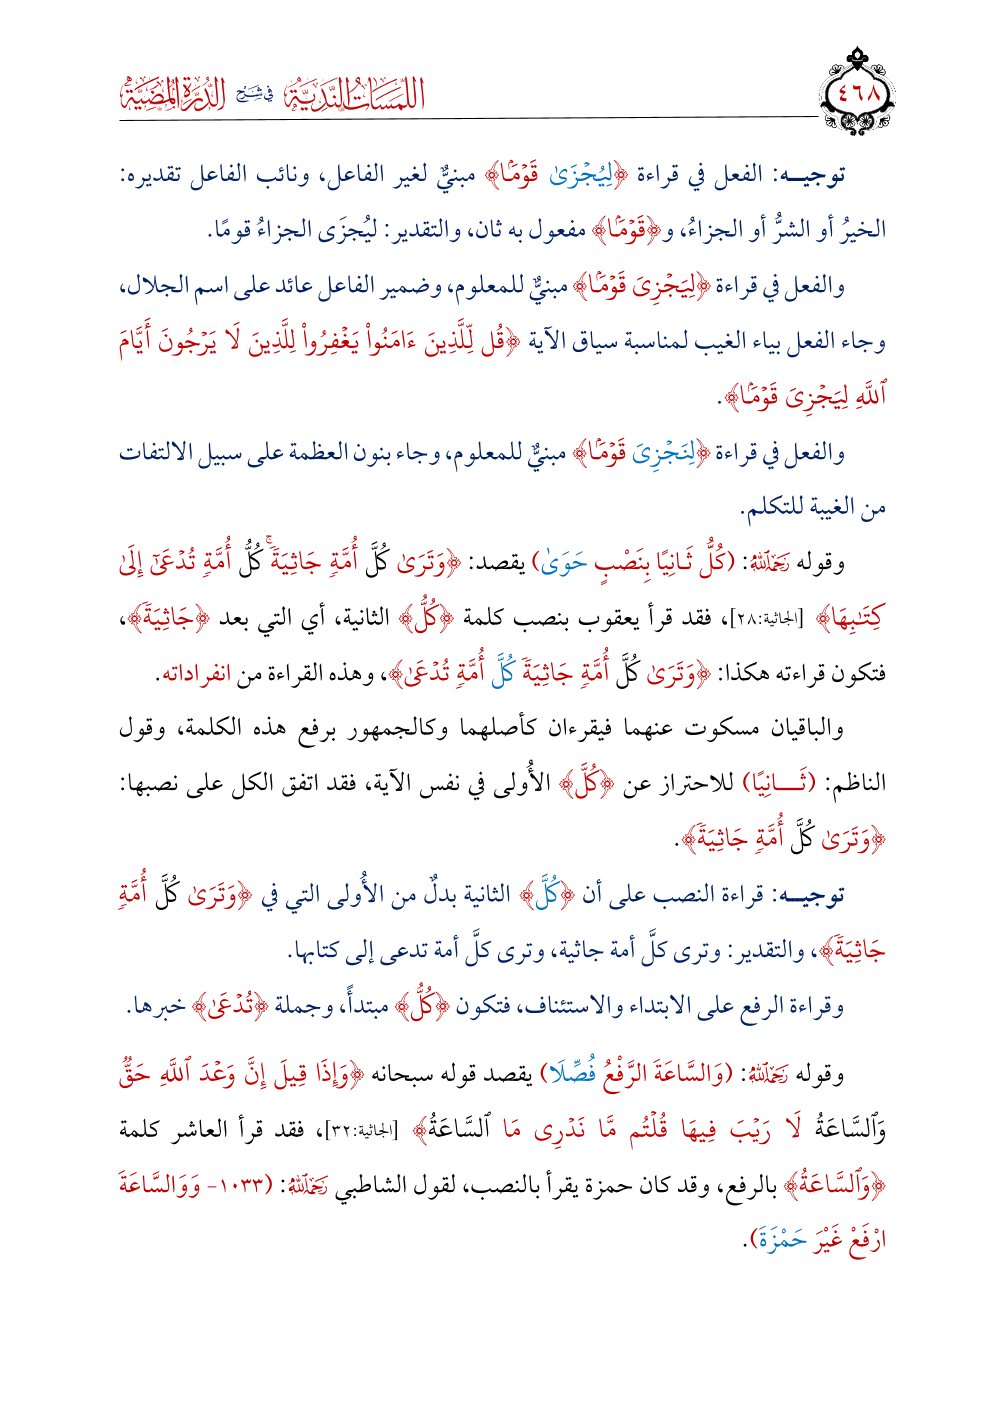 ٤٦٨
اللمسات الندية في شرح الدرة المضية
توجيـــه: الفعل في قراءة ﴿لِيُجْزَىٰ قَوْمًۢا﴾ مبنيٌّ لغير الفاعل، ونائب الفاعل تقديره:
الخيرُ أو الشرُّ أو الجزاءُ، و﴿قَوْمًۢا﴾ مفعول به ثان، والتقدير: ليُجزَى الجزاءُ قومًا.
والفعل في قراءة ﴿لِيَجْزِىَ قَوْمًۢا﴾ مبنيٌّ للمعلوم، وضمير الفاعل عائد على اسم الجلال،
وجاء الفعل بياء الغيب لمناسبة سياق الآية ﴿قُل لِّلَّذِينَ ءَامَنُوا۟ يَغْفِرُوا۟ لِلَّذِينَ لَا يَرْجُونَ أَيَّامَ
ٱللَّهِ لِيَجْزِىَ قَوْمًۢا﴾.
والفعل في قراءة ﴿لِنَجْزِىَ قَوْمًۢا﴾ مبنيٌّ للمعلوم، وجاء بنون العظمة على سبيل الالتفات
من الغيبة للتكلم.
وقوله رَحِمَهُ اللَّهُ: (كُلُّ ثَانِيًا بِنَصْبٍ حَوَىٰ) يقصد: ﴿وَتَرَىٰ كُلَّ أُمَّةٍ جَاثِيَةً ۚ كُلُّ أُمَّةٍ تُدْعَىٰٓ إِلَىٰ
كِتَـٰبِهَا﴾ [الجاثية:٢٨]، فقد قرأ يعقوب بنصب كلمة ﴿كُلُّ﴾ الثانية، أي التي بعد ﴿جَاثِيَةً﴾،
فتكون قراءته هكذا: ﴿وَتَرَىٰ كُلَّ أُمَّةٍ جَاثِيَةً كُلَّ أُمَّةٍ تُدْعَىٰ﴾، وهذه القراءة من انفراداته.
والباقيان مسكوت عنهما فيقرءان كأصلهما وكالجمهور برفع هذه الكلمة، وقول
الناظم: (ثَـــانِيًا) للاحتراز عن ﴿كُلَّ﴾ الأُولى في نفس الآية، فقد اتفق الكل على نصبها:
﴿وَتَرَىٰ كُلَّ أُمَّةٍ جَاثِيَةً﴾.
توجيـــه: قراءة النصب على أن ﴿كُلَّ﴾ الثانية بدلٌ من الأُولى التي في ﴿وَتَرَىٰ كُلَّ أُمَّةٍ
جَاثِيَةً﴾، والتقدير: وترى كلَّ أمة جاثية، وترى كلَّ أمة تدعى إلى كتابها.
وقراءة الرفع على الابتداء والاستئناف، فتكون ﴿كُلُّ﴾ مبتدأً، وجملة ﴿تُدْعَىٰ﴾ خبرها.
وقوله رَحِمَهُ اللَّهُ: (وَالسَّاعَةَ الرَّفْعُ فُصِّلَا) يقصد قوله سبحانه ﴿وَإِذَا قِيلَ إِنَّ وَعْدَ ٱللَّهِ حَقٌّ
وَٱلسَّاعَةُ لَا رَيْبَ فِيهَا قُلْتُم مَّا نَدْرِى مَا ٱلسَّاعَةُ﴾ [الجاثية:٣٢]، فقد قرأ العاشر كلمة
﴿وَٱلسَّاعَةُ﴾ بالرفع، وقد كان حمزة يقرأ بالنصب، لقول الشاطبي رَحِمَهُ اللَّهُ: (١٠٣٣- وَوَالسَّاعَةَ
ارْفَعْ غَيْرَ حَمْزَةَ).